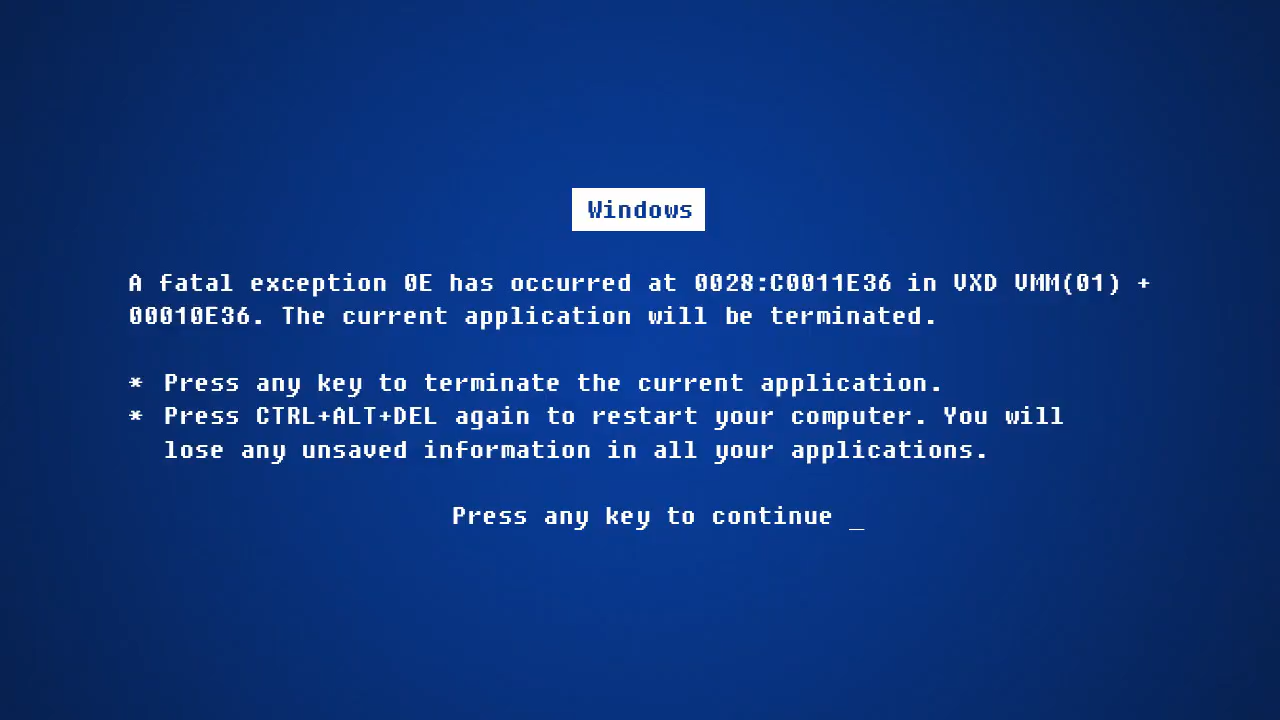 Windows
A fatal exception 0E has occurred at 0028:C0011E36 in VXD VMM(01) +
00010E36. The current application will be terminated.
* Press any key to terminate the current application.
* Press CTRL+ALT+DEL again to restart your computer. You will
lose any unsaved information in all your applications.
Press any key to continue _